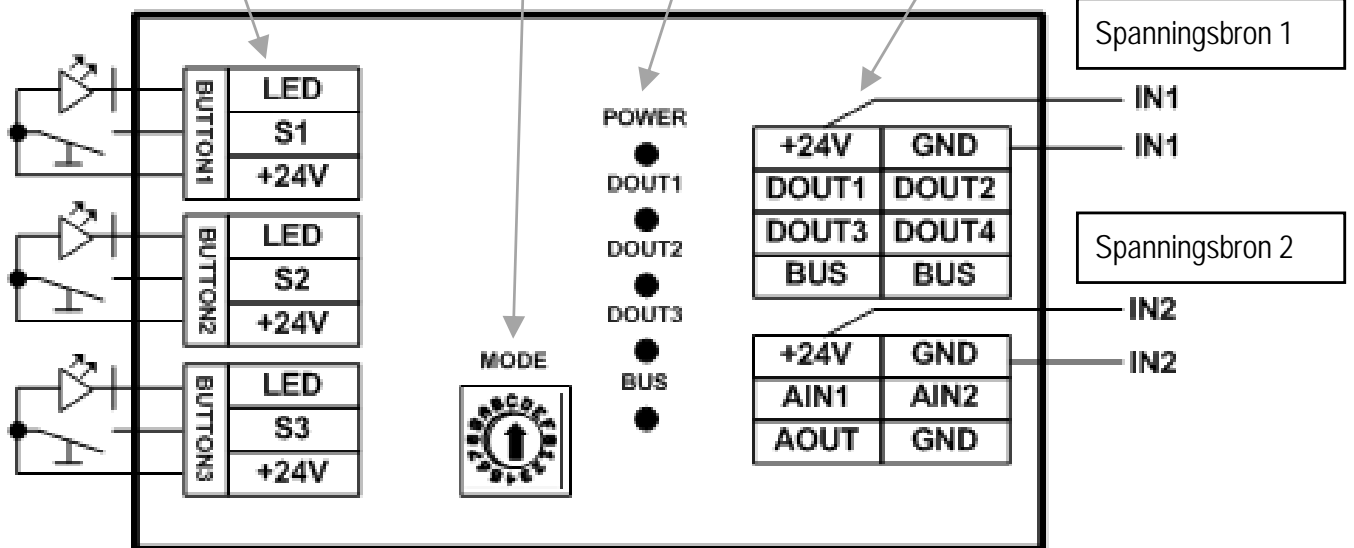 Spanningsbron 1
IN1
IN1
BUTTON1
LED
S1
+24V
BUTTON2
LED
S2
+24V
BUTTON3
LED
S3
+24V
MODE
POWER
DOUT1
DOUT2
DOUT3
BUS
+24V GND
DOUT1 DOUT2
DOUT3 DOUT4
BUS BUS
Spanningsbron 2
IN2
IN2
+24V GND
AIN1 AIN2
AOUT GND